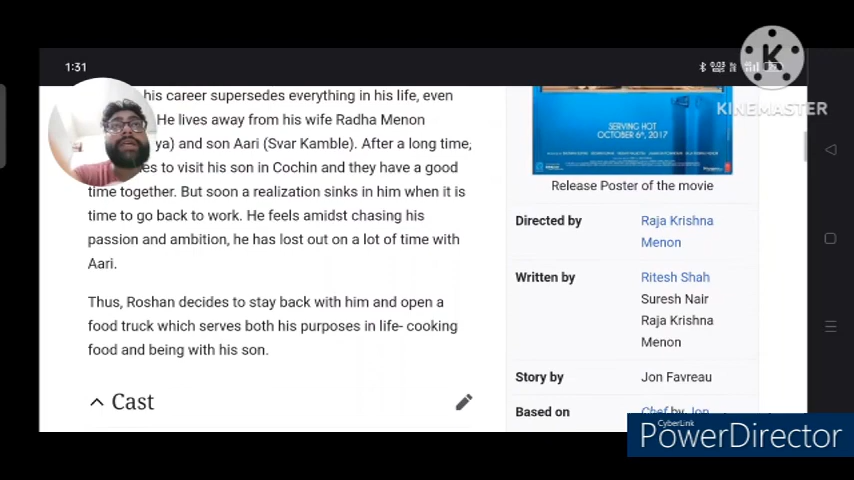 1:31
0.03
KINEMASTER
his career supersedes everything in his life, even
He lives away from his wife Radha Menon
ya) and son Aari (Svar Kamble). After a long time,
es to visit his son in Cochin and they have a good
time together. But soon a realization sinks in him when it is
time to go back to work. He feels amidst chasing his
passion and ambition, he has lost out on a lot of time with
Aari.
Thus, Roshan decides to stay back with him and open a
food truck which serves both his purposes in life- cooking
food and being with his son.
Cast
SERVING HOT
OCTOBER 6TH, 2017
Release Poster of the movie
Directed by
Raja Krishna
Menon
Written by
Ritesh Shah
Suresh Nair
Raja Krishna
Menon
Story by
Jon Favreau
Based on
Chef by Jon
CyberLink
PowerDirector